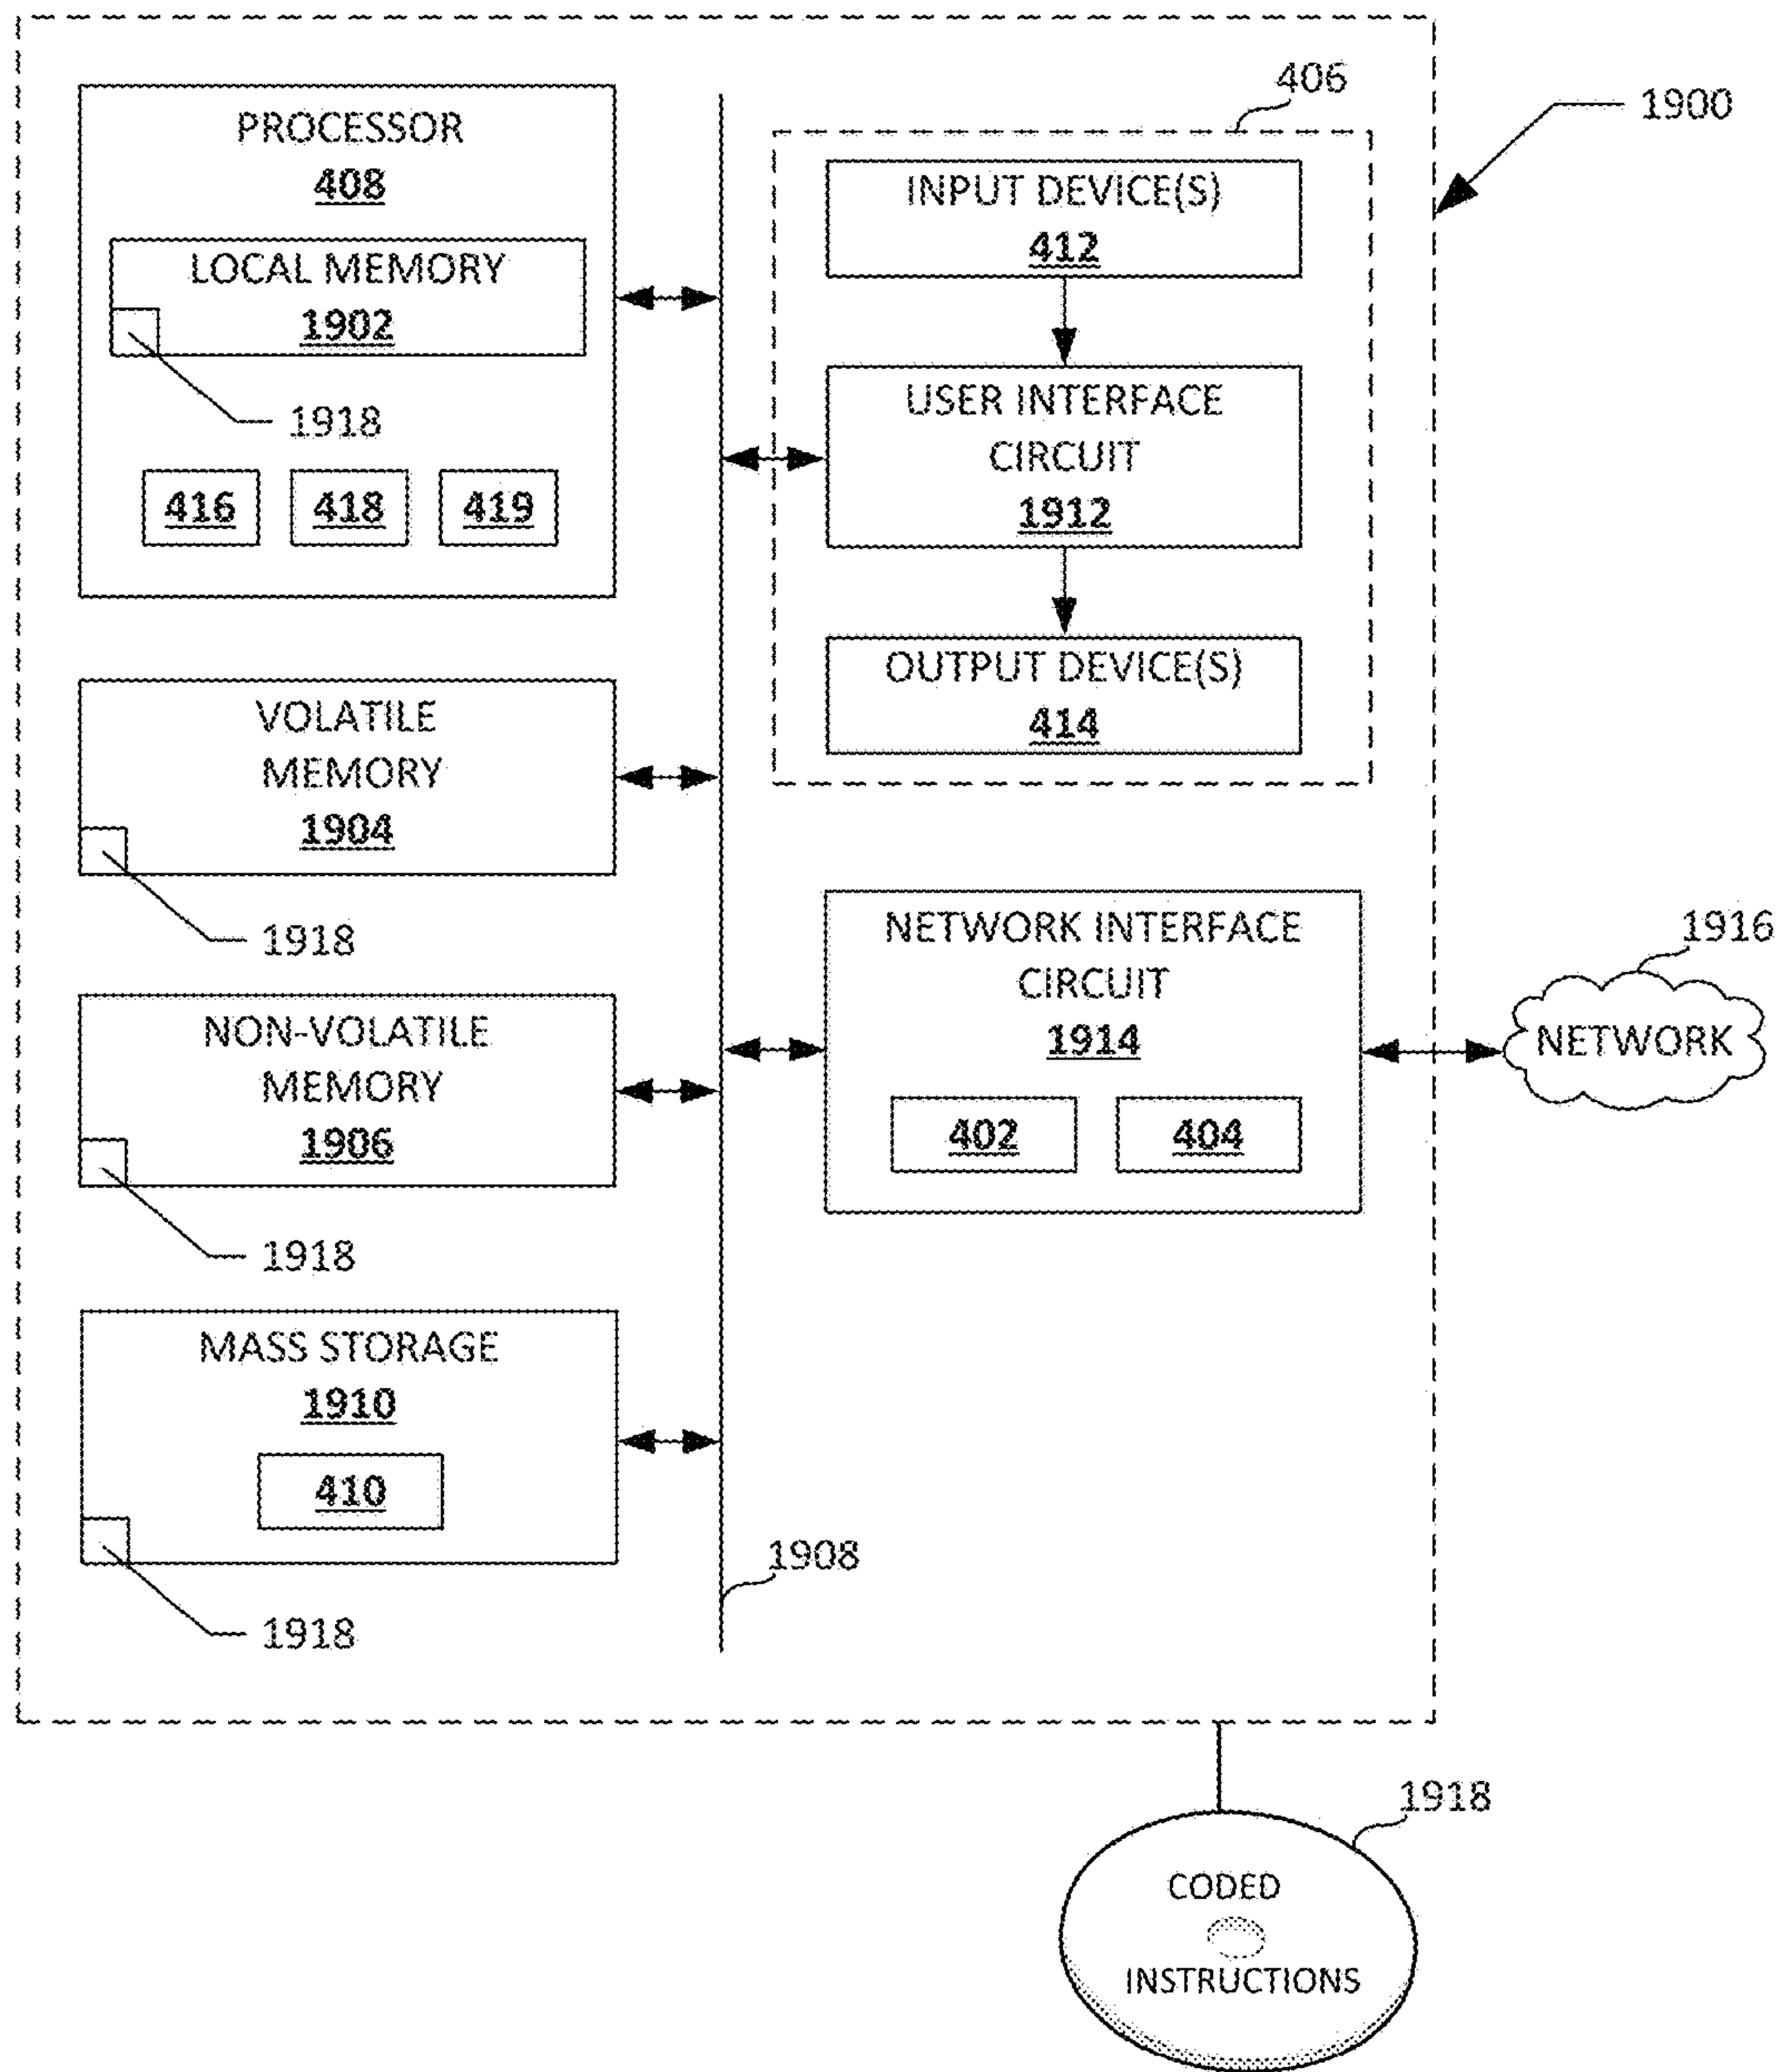 PROCESSOR
408
LOCAL MEMORY
1902
1918
416 418 419
VOLATILE
MEMORY
1904
1918
NON-VOLATILE
MEMORY
1906
1918
MASS STORAGE
1910
410
1918
1908
406
1900
INPUT DEVICE(S)
412
USER INTERFACE
CIRCUIT
1912
OUTPUT DEVICE(S)
414
NETWORK INTERFACE
CIRCUIT
1914
402 404
1916
NETWORK
1918
CODED
INSTRUCTIONS